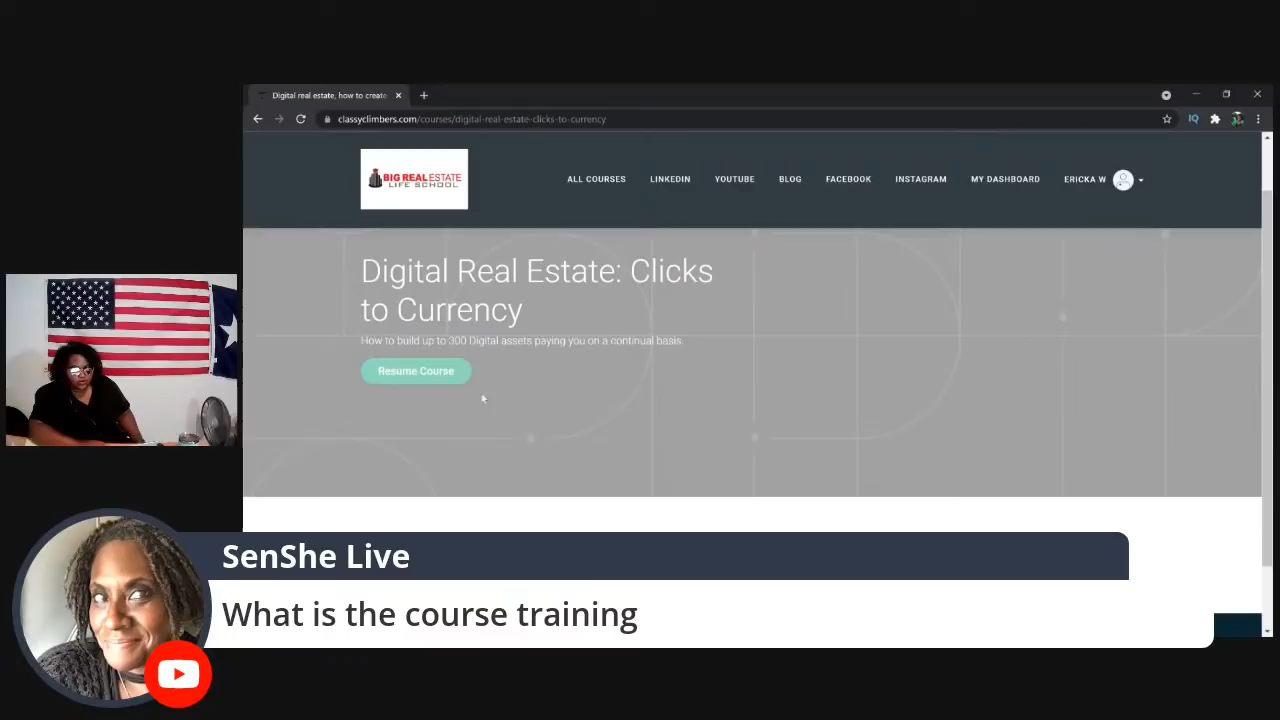 Digital real estate, how to create
classyclimbers.com/courses/digital-real-estate-clicks-to-currency
IQ
BIG REAL ESTATE
LIFE SCHOOL
ALL COURSES
LINKEDIN
YOUTUBE
BLOG
FACEBOOK
INSTAGRAM
MY DASHBOARD
ERICKA W
Digital Real Estate: Clicks
to Currency
How to build up to 300 Digital assets paying you on a continual basis.
Resume Course
SenShe Live
What is the course training